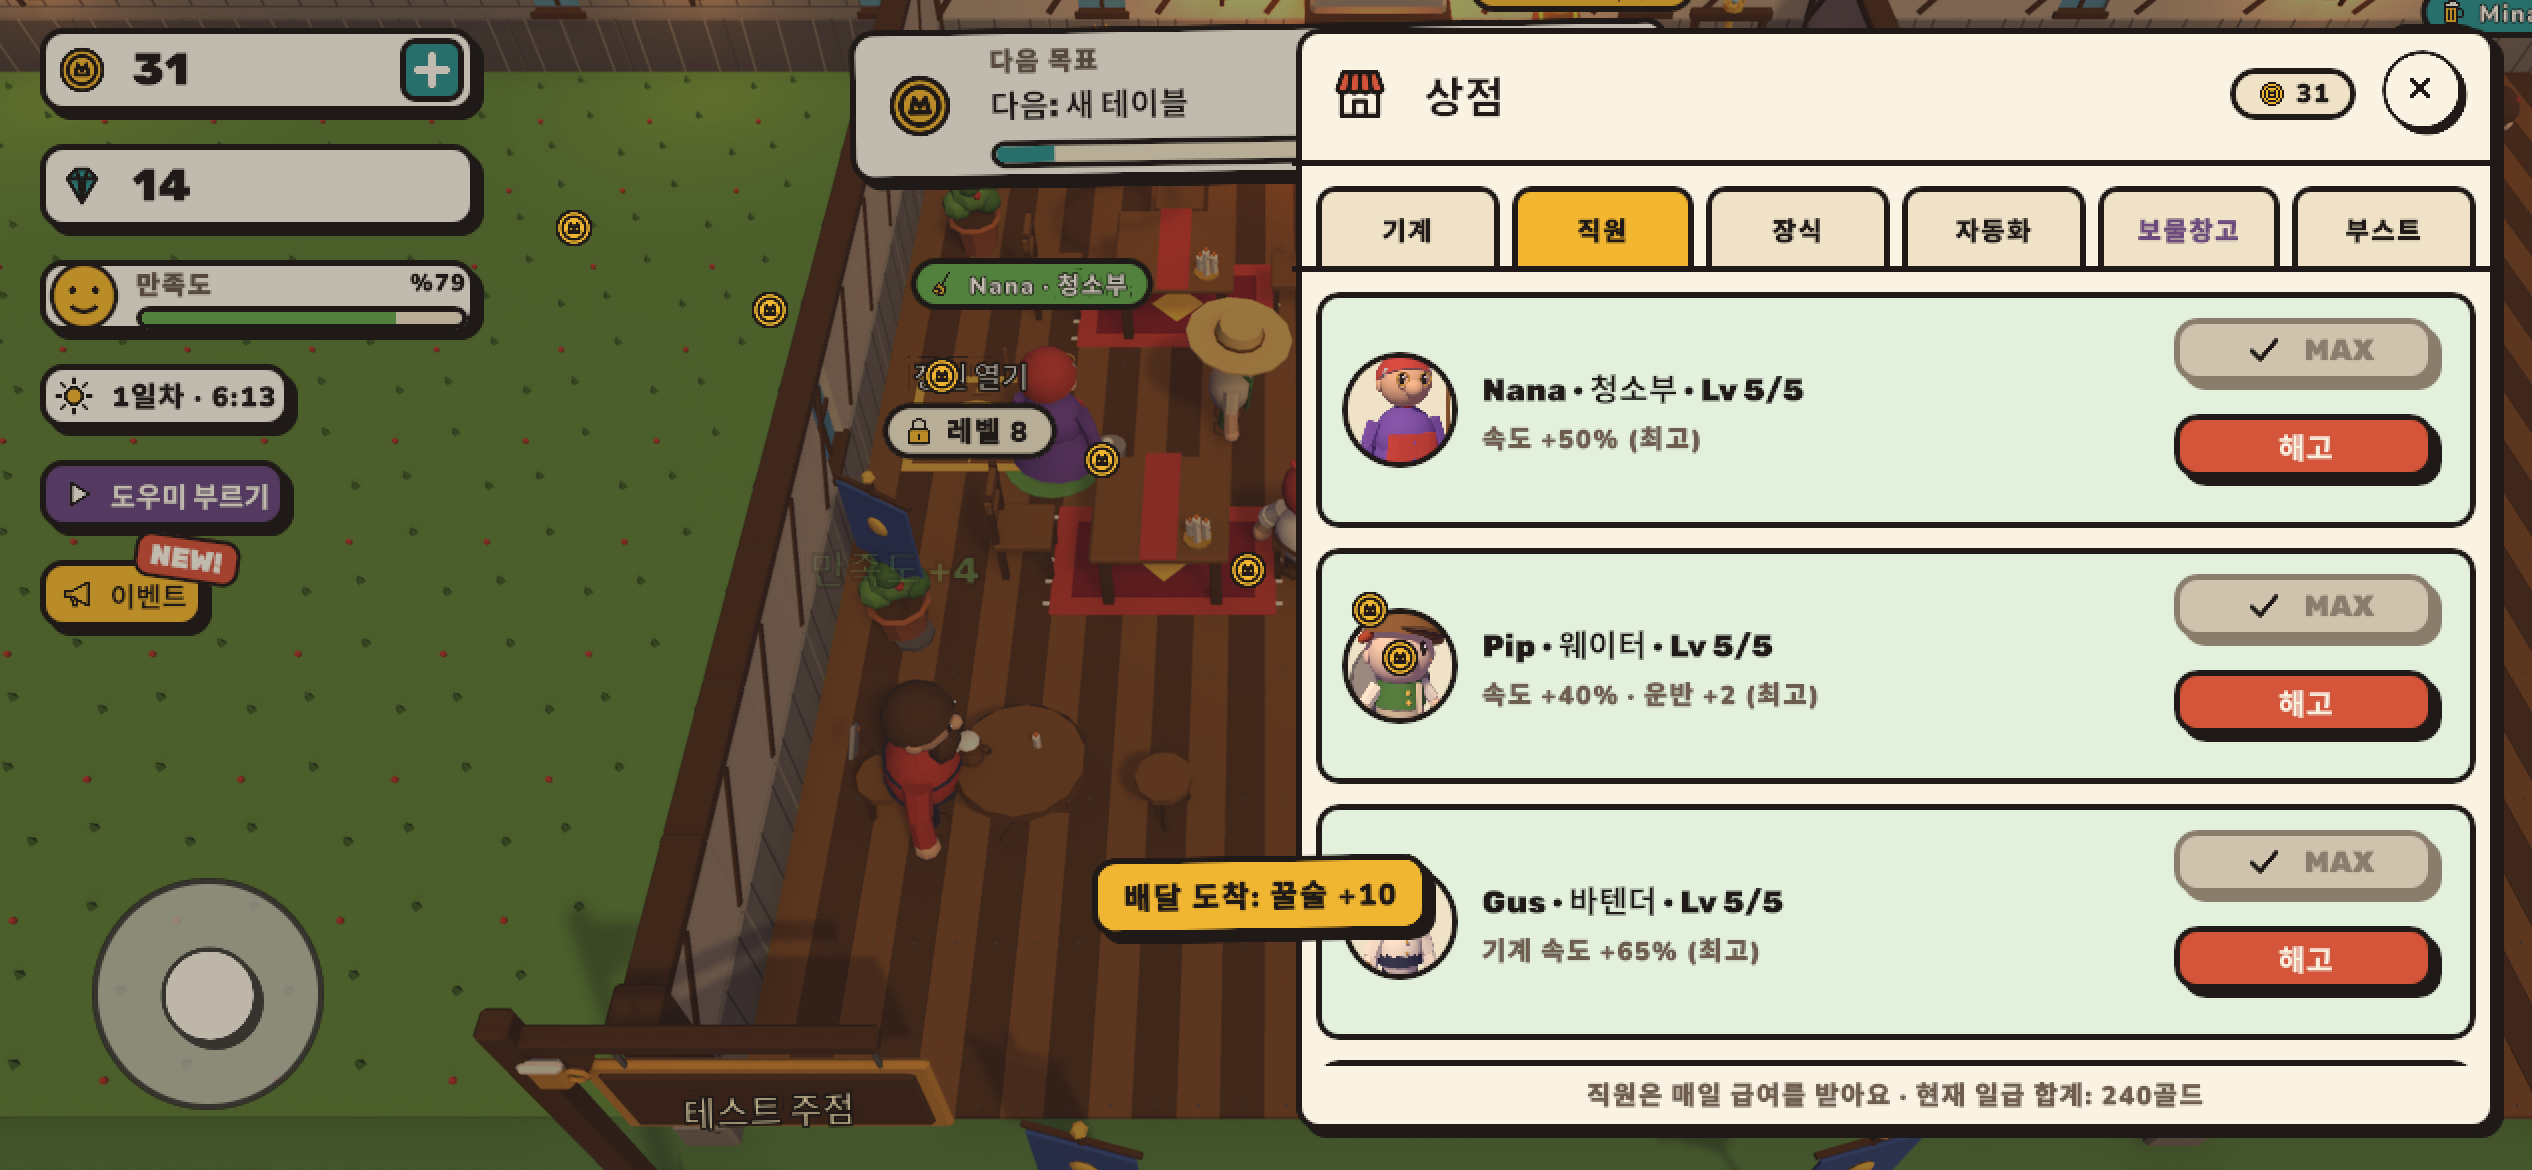 31
14
만족도 %79
1일차 · 6:13
도우미 부르기
NEW!
이벤트
다음 목표
다음: 새 테이블
Nana · 청소부
열기
레벨 8
만족도 +4
배달 도착: 꿀술 +10
테스트 주점
상점
31
기계
직원
장식
자동화
보물창고
부스트
Nana • 청소부 • Lv 5/5
속도 +50% (최고)
MAX
해고
Pip • 웨이터 • Lv 5/5
속도 +40% · 운반 +2 (최고)
MAX
해고
Gus • 바텐더 • Lv 5/5
기계 속도 +65% (최고)
MAX
해고
직원은 매일 급여를 받아요 · 현재 일급 합계: 240골드